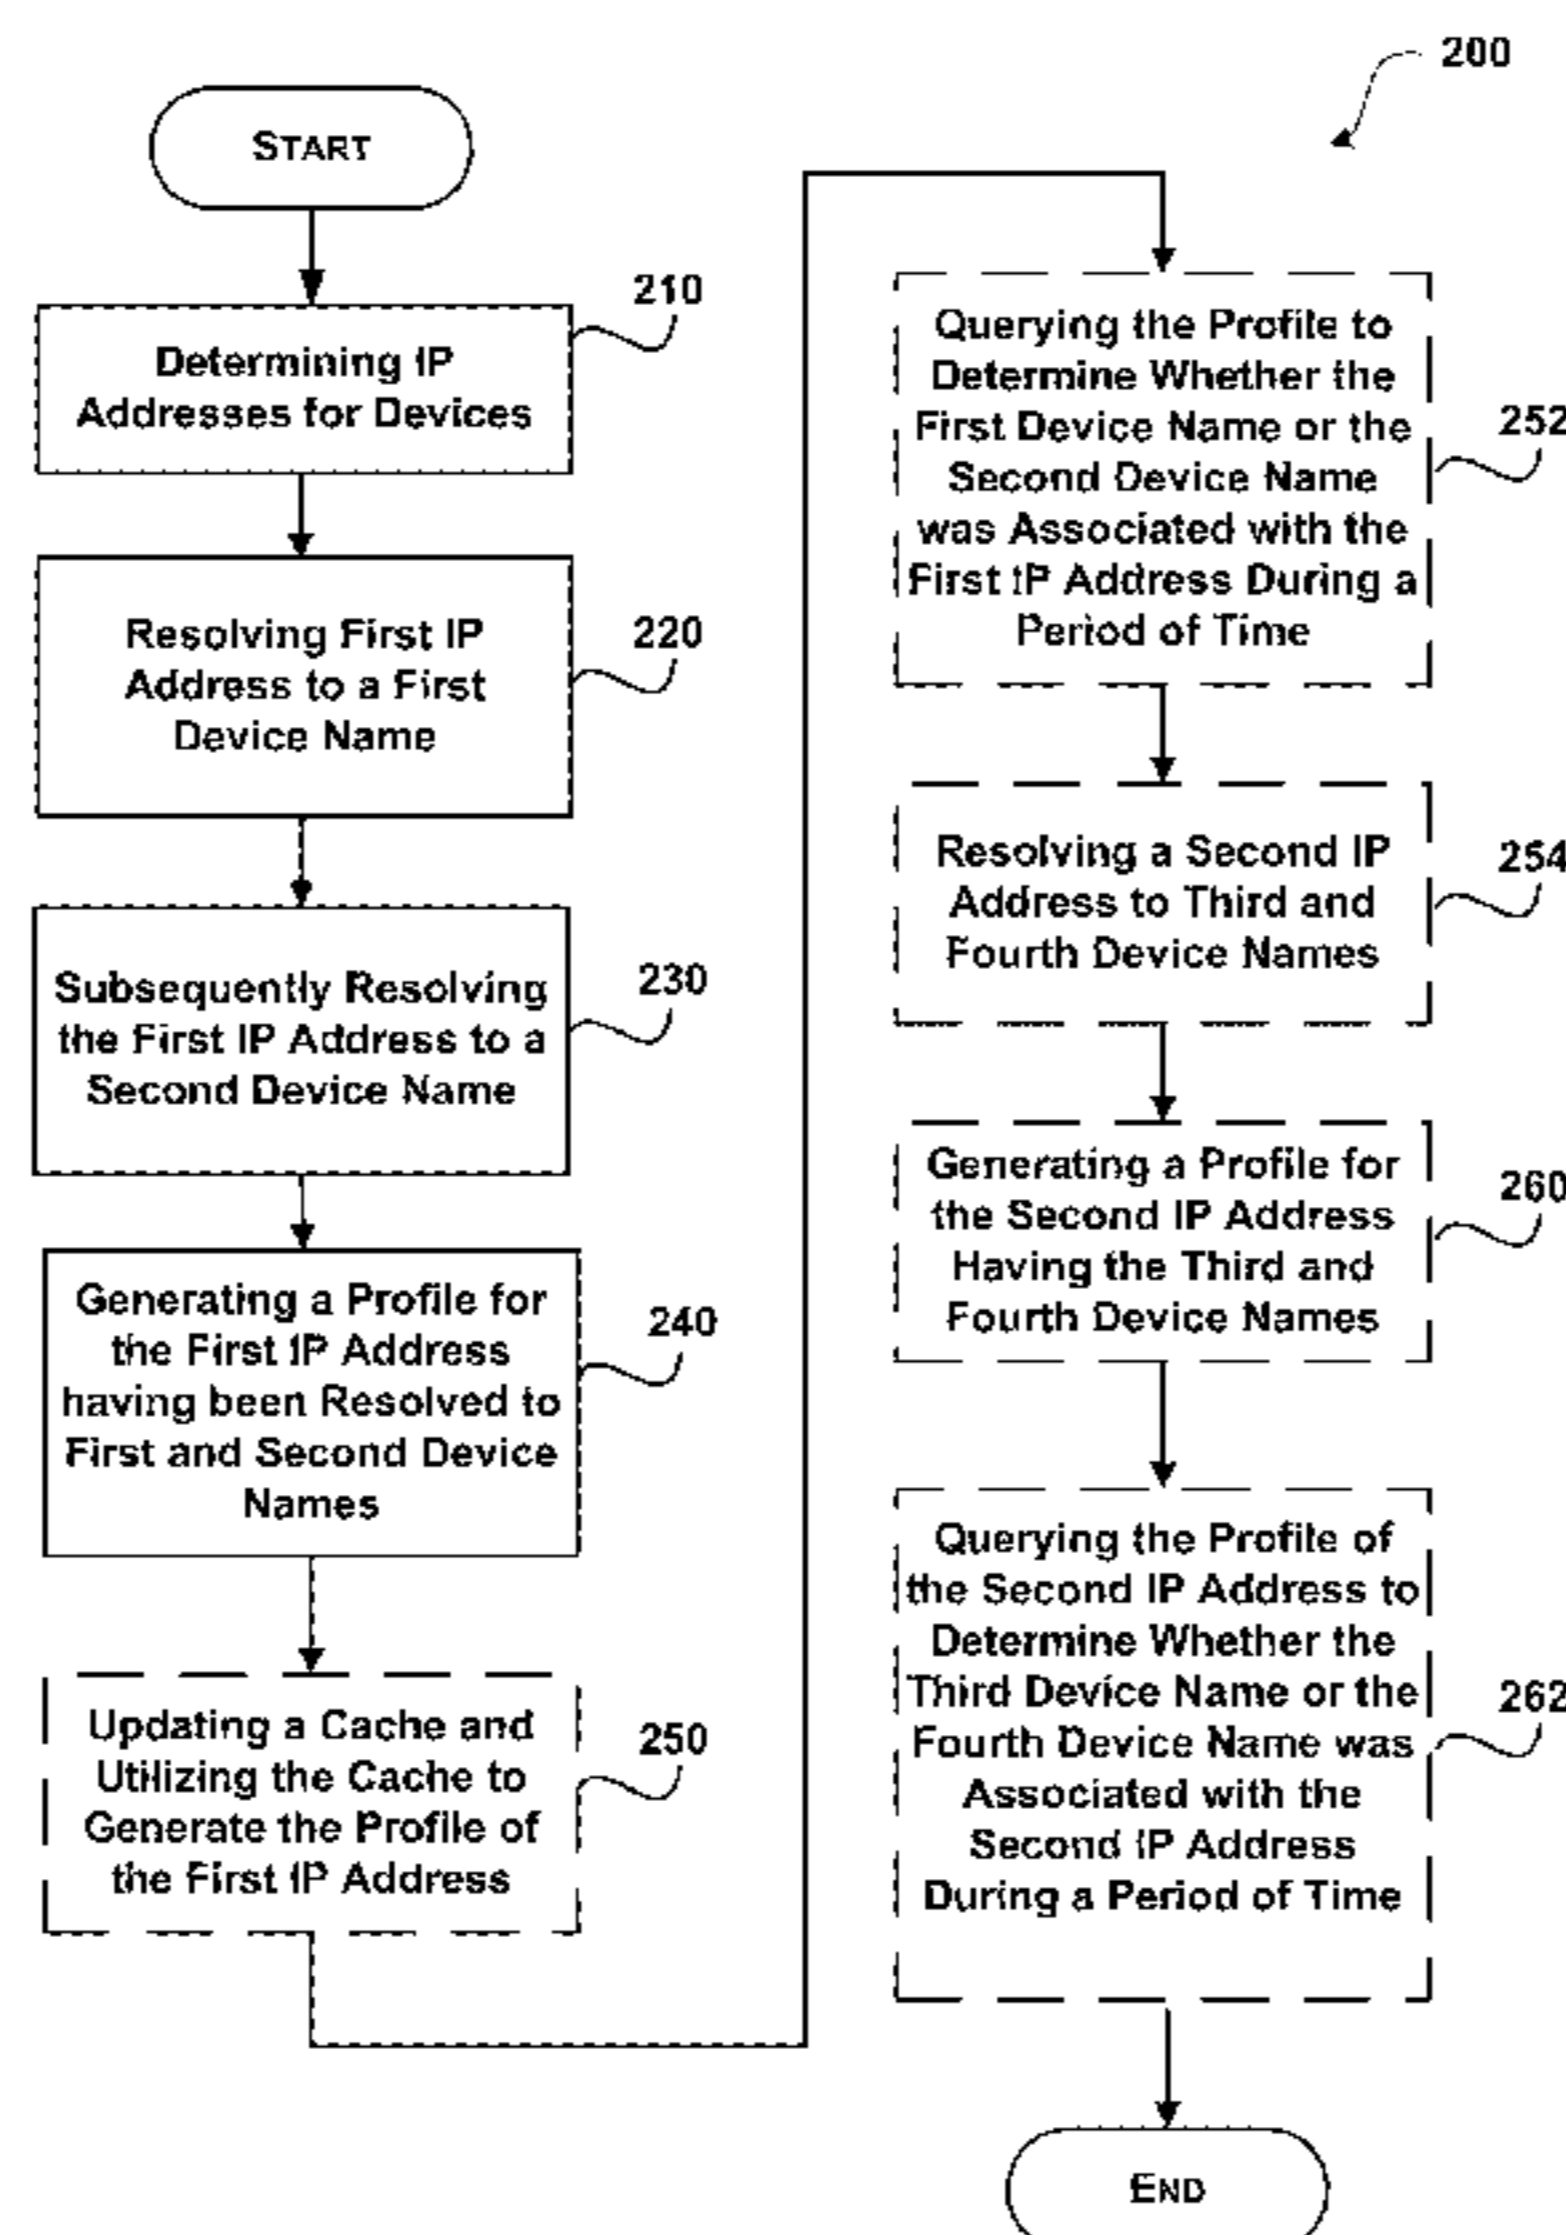 200
START
210
Determining IP
Addresses for Devices
220
Resolving First IP
Address to a First
Device Name
230
Subsequently Resolving
the First IP Address to a
Second Device Name
240
Generating a Profile for
the First IP Address
having been Resolved to
First and Second Device
Names
250
Updating a Cache and
Utilizing the Cache to
Generate the Profile of
the First IP Address
252
Querying the Profile to
Determine Whether the
First Device Name or the
Second Device Name
was Associated with the
First IP Address During a
Period of Time
254
Resolving a Second IP
Address to Third and
Fourth Device Names
260
Generating a Profile for
the Second IP Address
Having the Third and
Fourth Device Names
262
Querying the Profile of
the Second IP Address to
Determine Whether the
Third Device Name or the
Fourth Device Name was
Associated with the
Second IP Address
During a Period of Time
END